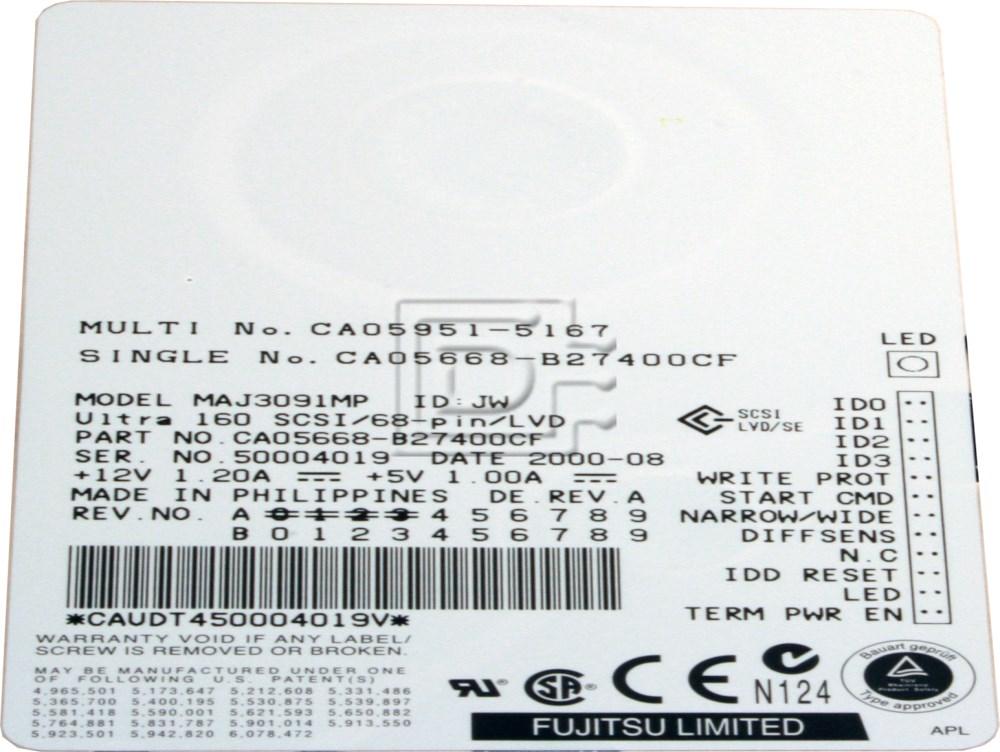 MULTI No. CA05951-5167
SINGLE No. CA05668-B27400CF
LED
MODEL MAJ3091MP ID:JW
Ultra 160 SCSI/68-pin/LVD
PART NO.CA05668-B27400CF
SER. NO.50004019 DATE 2000-08
+12V 1.20A +5V 1.00A
MADE IN PHILIPPINES DE.REV.A
REV.NO. A 0 1 2 3 4 5 6 7 8 9
B 0 1 2 3 4 5 6 7 8 9
SCSI
LVD/SE
ID0
ID1
ID2
ID3
WRITE PROT
START CMD
NARROW/WIDE
DIFFSENS
N.C
IDD RESET
LED
TERM PWR EN
*CAUDT450004019V*
WARRANTY VOID IF ANY LABEL/
SCREW IS REMOVED OR BROKEN.
MAY BE MANUFACTURED UNDER ONE
OF FOLLOWING U.S. PATENT(S)
4,965,501 5,173,647 5,212,608 5,331,486
5,365,700 5,400,195 5,530,875 5,539,897
5,581,418 5,590,001 5,621,593 5,650,882
5,764,881 5,831,787 5,901,014 5,913,550
5,923,501 5,942,820 6,078,472
SA
CE
N124
Bauart geprüft
TÜV
Rheinland
Product Safety
Type approved
FUJITSU LIMITED
APL